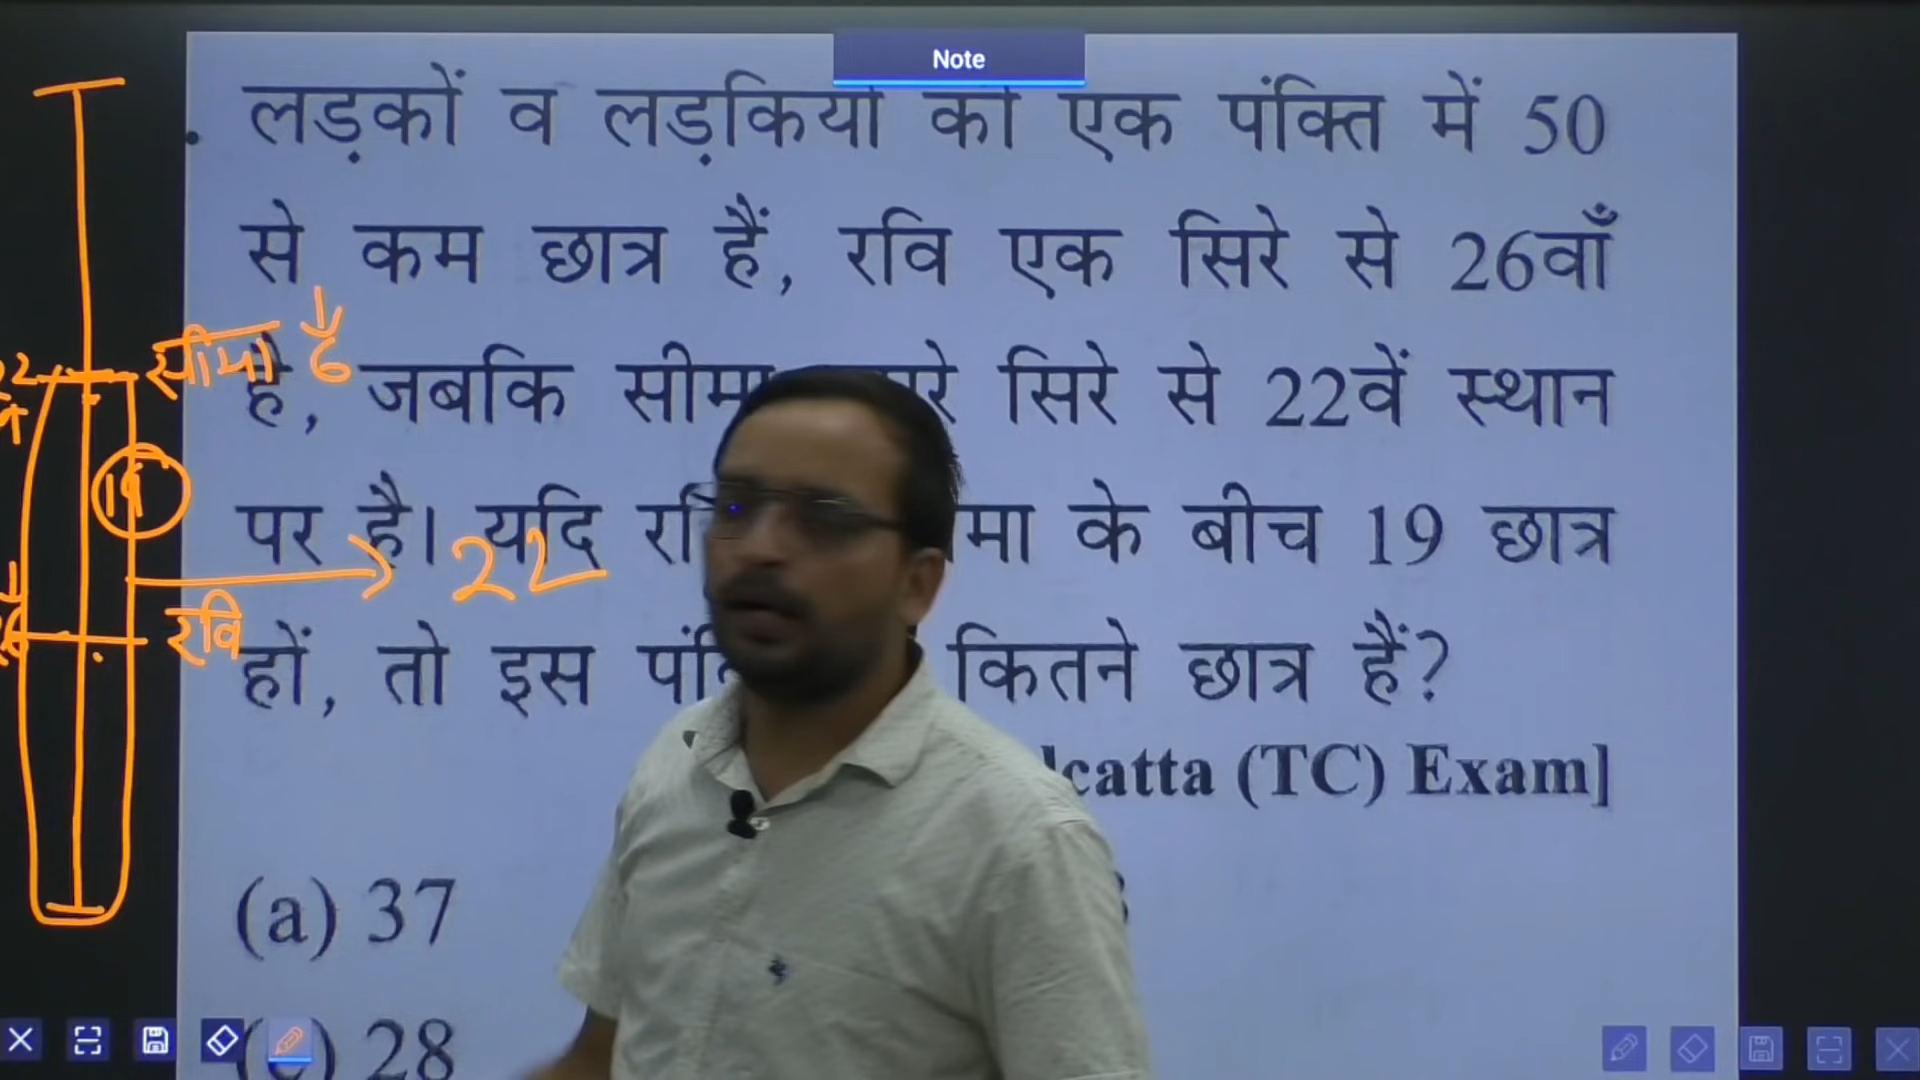 Note
लड़कों व लड़कियों की एक पंक्ति में 50
से कम छात्र हैं, रवि एक सिरे से 26वाँ
है, जबकि सीमा सिरे से 22वें स्थान
पर है। यदि के बीच 19 छात्र
हों, तो इस कितने छात्र हैं?
(TC) Exam]
(a) 37
(c) 28
सीमा 6
19
22
रवि